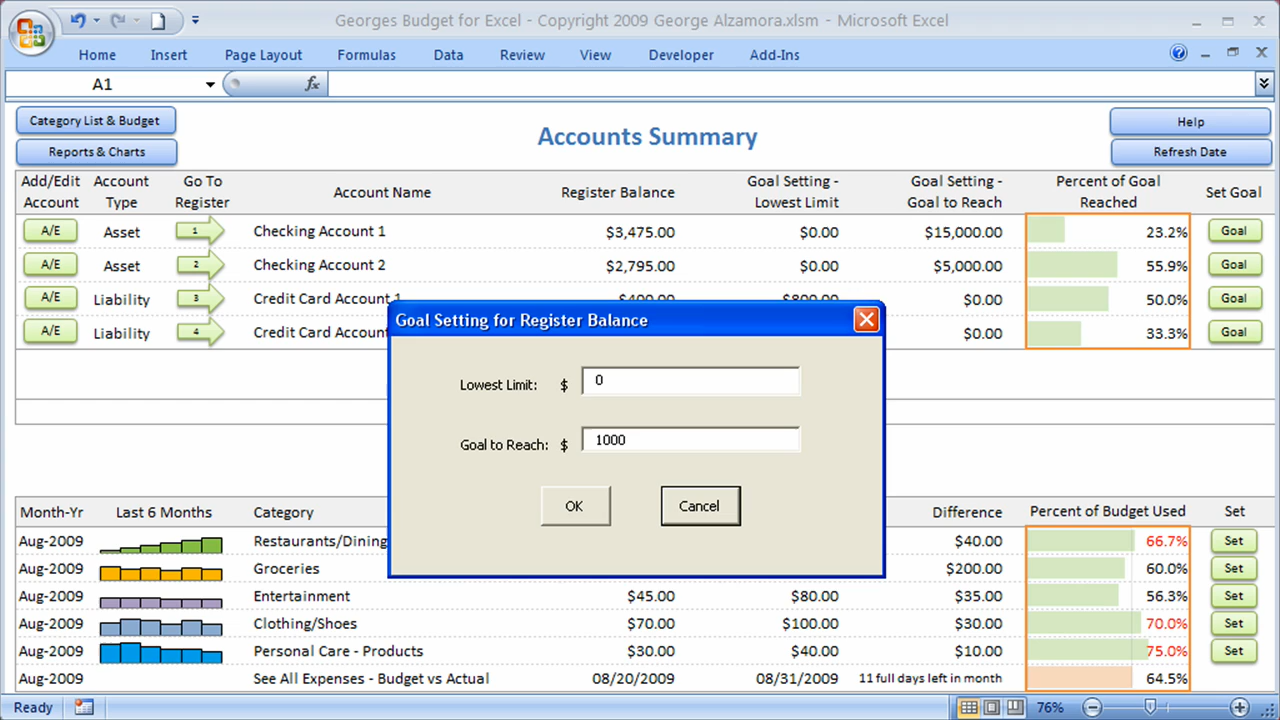 Georges Budget for Excel - Copyright 2009 George Alzamora.xlsm - Microsoft Excel
Home Insert Page Layout Formulas Data Review View Developer Add-Ins
A1 fx
Category List & Budget
Reports & Charts
Accounts Summary
Help
Refresh Date
Add/Edit Account Account Type Go To Register Account Name Register Balance Goal Setting - Lowest Limit Goal Setting - Goal to Reach Percent of Goal Reached Set Goal
A/E Asset 1 Checking Account 1 $3,475.00 $0.00 $15,000.00 23.2% Goal
A/E Asset 2 Checking Account 2 $2,795.00 $0.00 $5,000.00 55.9% Goal
A/E Liability 3 Credit Card Account 1 $400.00 $800.00 $0.00 50.0% Goal
A/E Liability 4 Credit Card Account $0.00 33.3% Goal
Goal Setting for Register Balance
Lowest Limit: $ 0
Goal to Reach: $ 1000
OK Cancel
Month-Yr Last 6 Months Category Difference Percent of Budget Used Set
Aug-2009 Restaurants/Dining $40.00 66.7% Set
Aug-2009 Groceries $200.00 60.0% Set
Aug-2009 Entertainment $45.00 $80.00 $35.00 56.3% Set
Aug-2009 Clothing/Shoes $70.00 $100.00 $30.00 70.0% Set
Aug-2009 Personal Care - Products $30.00 $40.00 $10.00 75.0% Set
Aug-2009 See All Expenses - Budget vs Actual 08/20/2009 08/31/2009 11 full days left in month 64.5%
Ready 76%